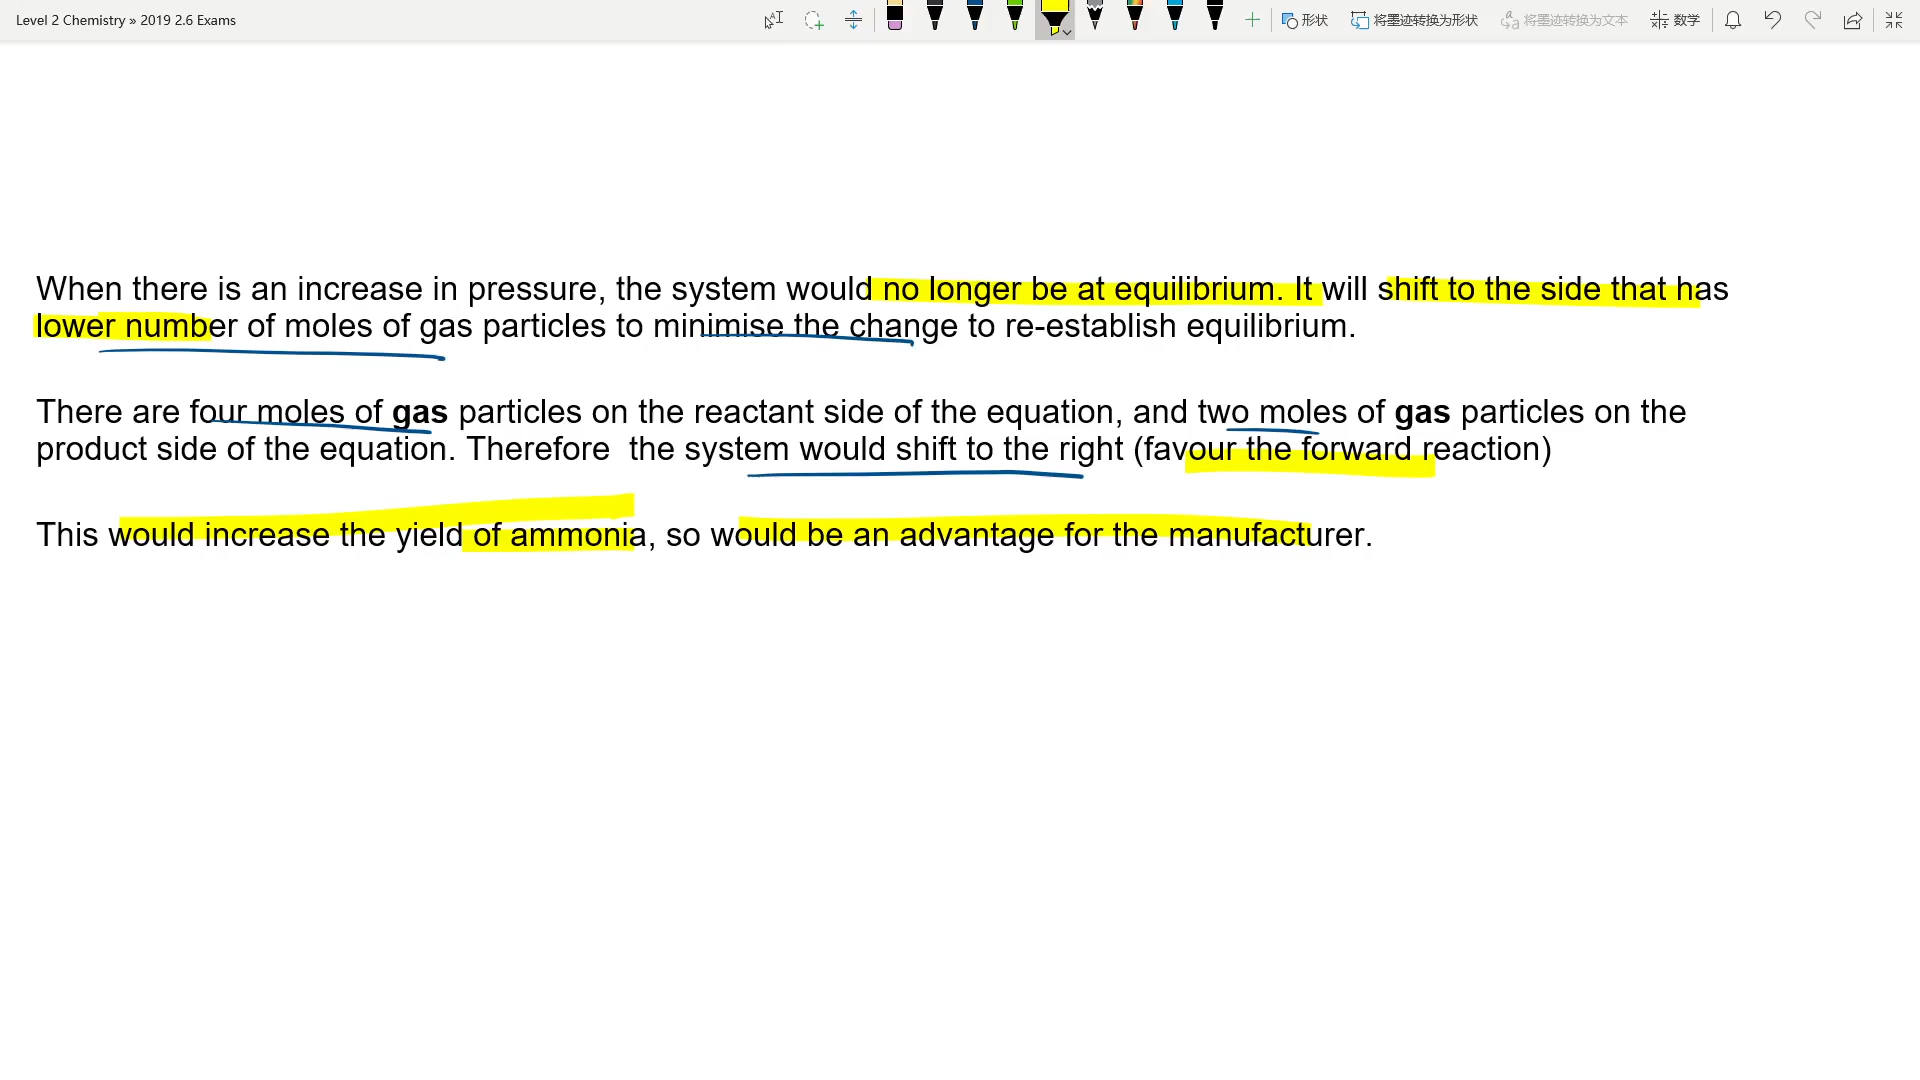 Level 2 Chemistry » 2019 2.6 Exams
形状 将墨迹转换为形状 将墨迹转换为文本 数学
When there is an increase in pressure, the system would no longer be at equilibrium. It will shift to the side that has
lower number of moles of gas particles to minimise the change to re-establish equilibrium.
There are four moles of gas particles on the reactant side of the equation, and two moles of gas particles on the
product side of the equation. Therefore  the system would shift to the right (favour the forward reaction)
This would increase the yield of ammonia, so would be an advantage for the manufacturer.